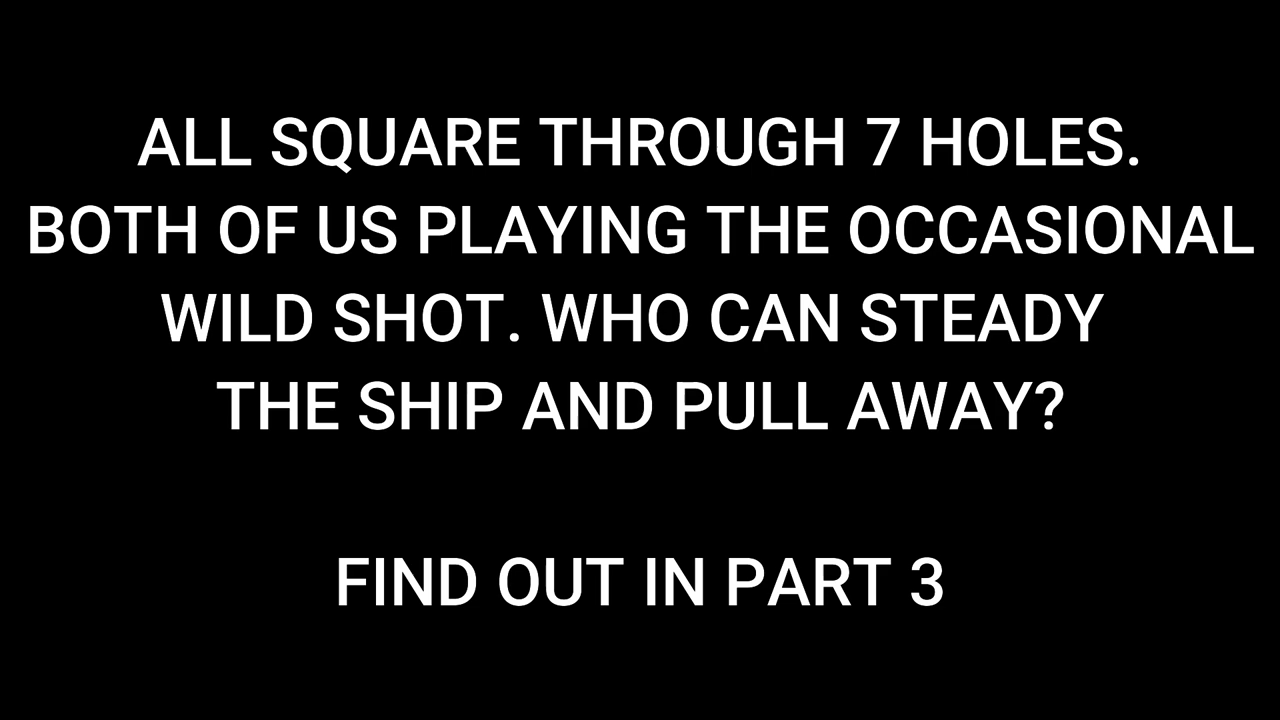 ALL SQUARE THROUGH 7 HOLES.
BOTH OF US PLAYING THE OCCASIONAL
WILD SHOT. WHO CAN STEADY
THE SHIP AND PULL AWAY?
FIND OUT IN PART 3